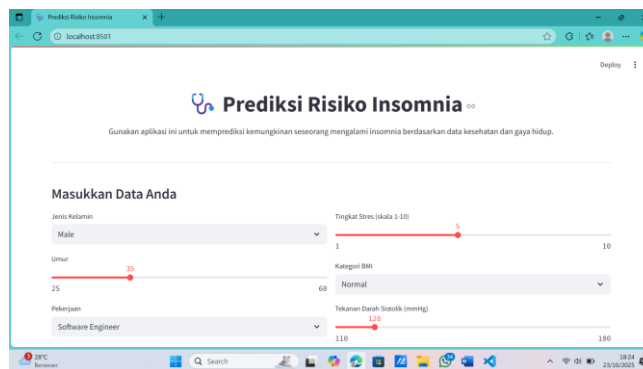 Prediksi Risiko Insomnia
localhost:8501
Deploy
Prediksi Risiko Insomnia
Gunakan aplikasi ini untuk memprediksi kemungkinan seseorang mengalami insomnia berdasarkan data kesehatan dan gaya hidup.
Masukkan Data Anda
Jenis Kelamin
Male
Umur
35
25 60
Pekerjaan
Software Engineer
Tingkat Stres (skala 1-10)
5
1 10
Kategori BMI
Normal
Tekanan Darah Sistolik (mmHg)
120
110 180
28°C
Berawan
Search
18:24
23/10/2025